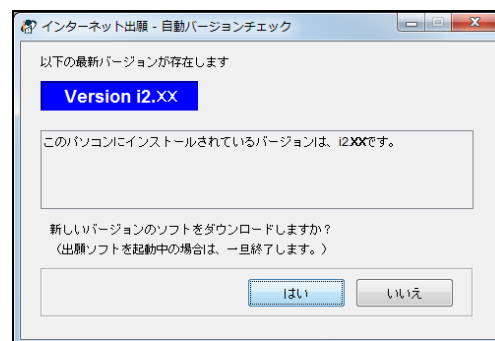 インターネット出願 - 自動バージョンチェック
以下の最新バージョンが存在します
Version i2.XX
このパソコンにインストールされているバージョンは、i2XXです。
新しいバージョンのソフトをダウンロードしますか？
（出願ソフトを起動中の場合は、一旦終了します。）
はい
いいえ